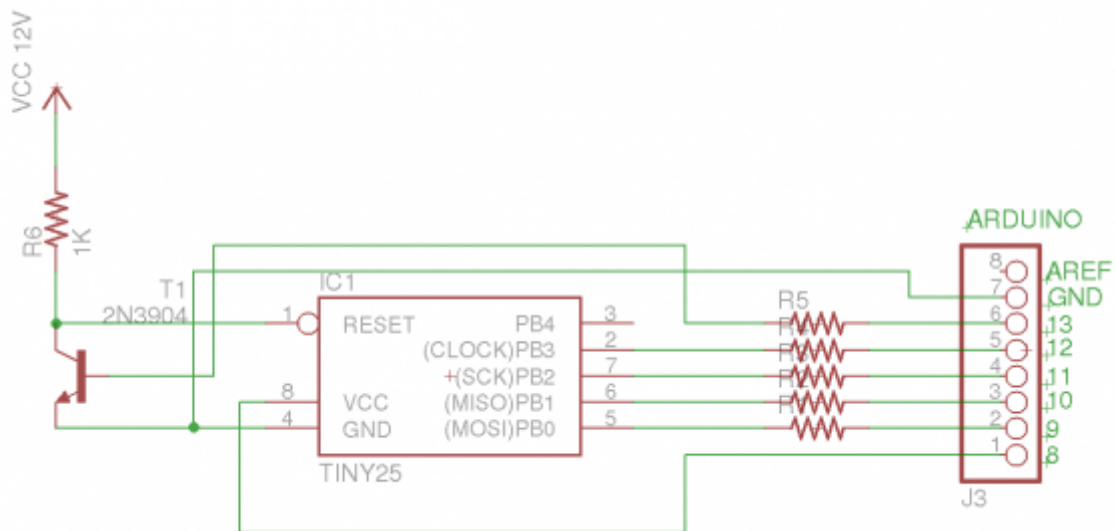 VCC 12V
R6
1K
T1
2N3904
IC1
1
RESET
8
VCC
4
GND
PB4
3
(CLOCK)PB3
2
(SCK)PB2
7
(MISO)PB1
6
(MOSI)PB0
5
TINY25
R5
ARDUINO
8
AREF
7
GND
6
13
5
12
4
11
3
10
2
9
1
8
J3